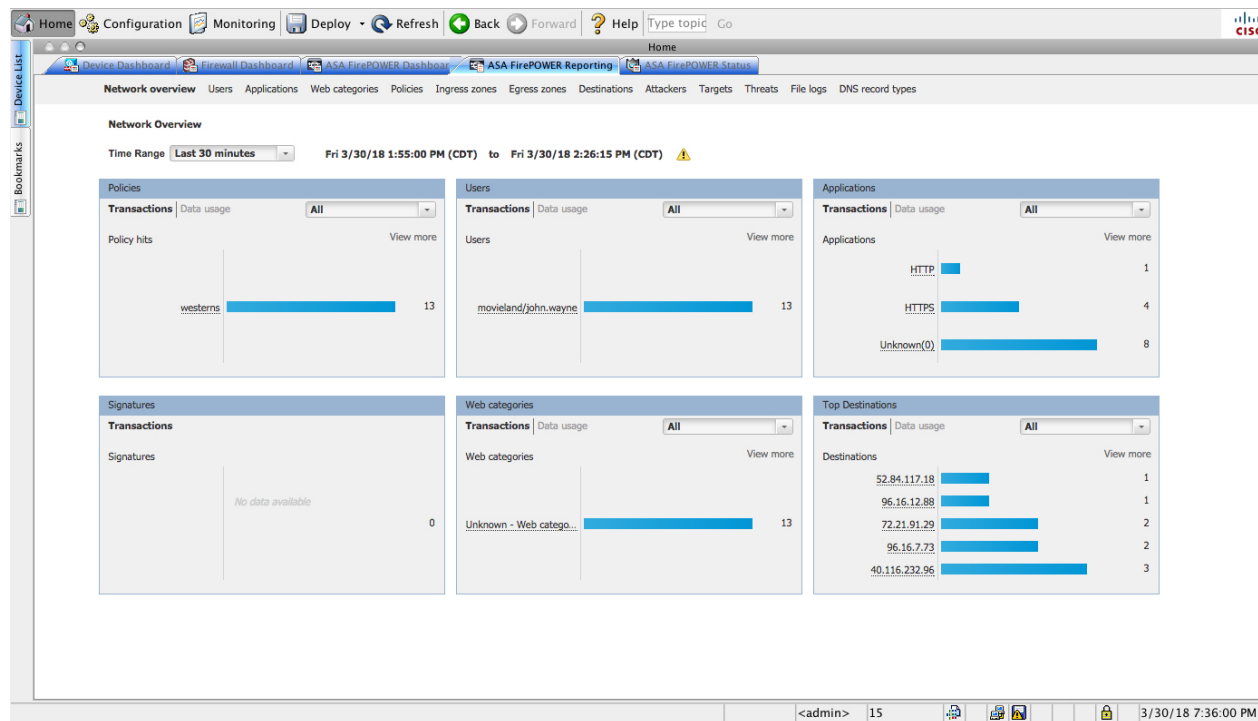 Home Configuration Monitoring Deploy Refresh Back Forward Help Type topic Go
CISC
Home
Device List
Bookmarks
Device Dashboard Firewall Dashboard ASA FirePOWER Dashboar ASA FirePOWER Reporting ASA FirePOWER Status
Network overview Users Applications Web categories Policies Ingress zones Egress zones Destinations Attackers Targets Threats File logs DNS record types
Network Overview
Time Range Last 30 minutes Fri 3/30/18 1:55:00 PM (CDT) to Fri 3/30/18 2:26:15 PM (CDT)
Policies
Transactions Data usage All
Policy hits View more
westerns 13
Users
Transactions Data usage All
Users View more
movieland/john.wayne 13
Applications
Transactions Data usage All
Applications View more
HTTP 1
HTTPS 4
Unknown(0) 8
Signatures
Transactions
Signatures
No data available
0
Web categories
Transactions Data usage All
Web categories View more
Unknown - Web catego... 13
Top Destinations
Transactions Data usage All
Destinations View more
52.84.117.18 1
96.16.12.88 1
72.21.91.29 2
96.16.7.73 2
40.116.232.96 3
<admin> 15 3/30/18 7:36:00 PM